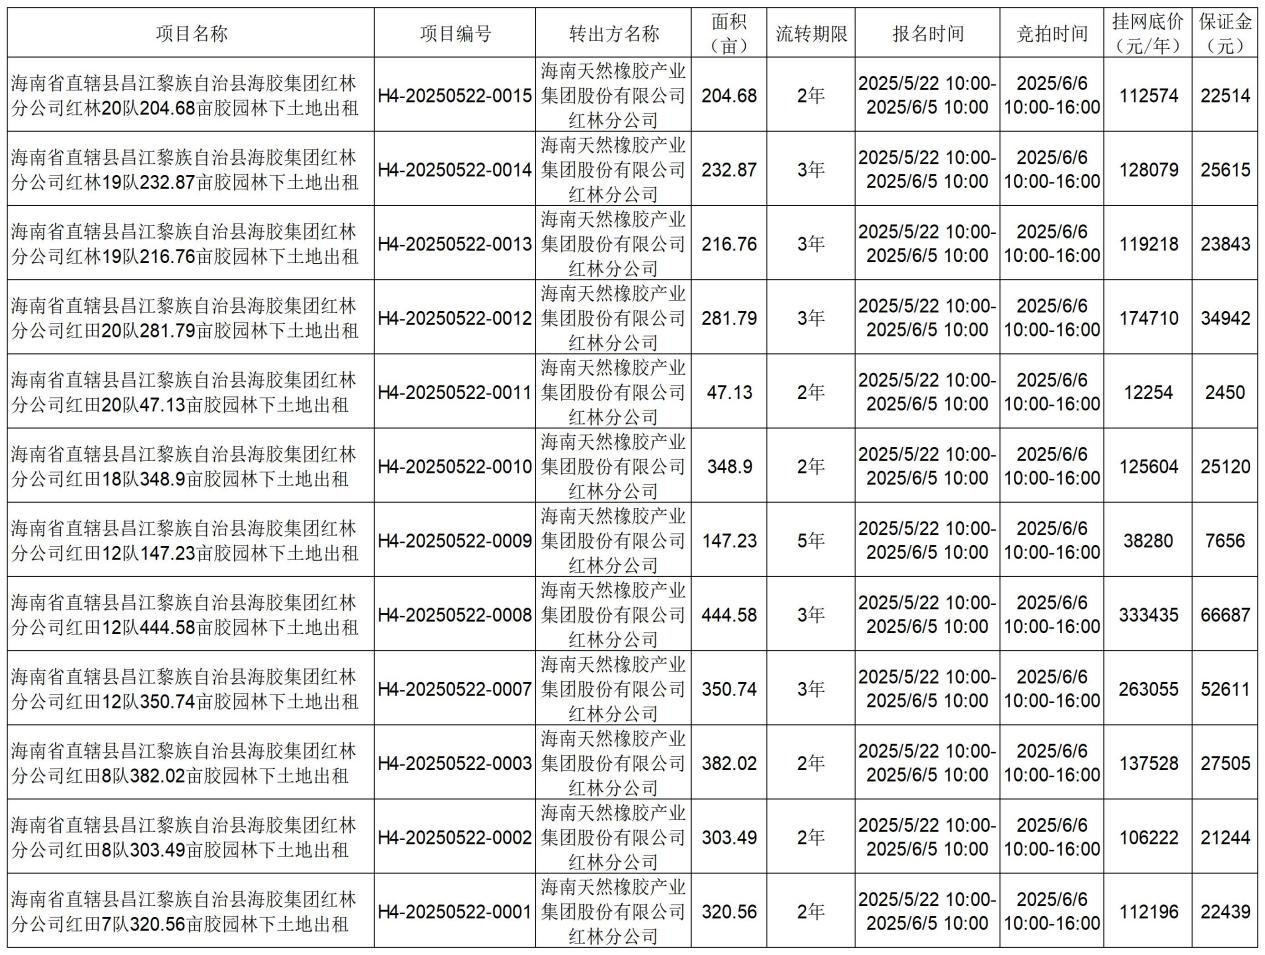 项目名称 项目编号 转出方名称 面积（亩） 流转期限 报名时间 竞拍时间 挂网底价（元/年） 保证金（元）
海南省直辖县昌江黎族自治县海胶集团红林分公司红林20队204.68亩胶园林下土地出租 H4-20250522-0015 海南天然橡胶产业集团股份有限公司红林分公司 204.68 2年 2025/5/22 10:00-2025/6/5 10:00 2025/6/6 10:00-16:00 112574 22514
海南省直辖县昌江黎族自治县海胶集团红林分公司红林19队232.87亩胶园林下土地出租 H4-20250522-0014 海南天然橡胶产业集团股份有限公司红林分公司 232.87 3年 2025/5/22 10:00-2025/6/5 10:00 2025/6/6 10:00-16:00 128079 25615
海南省直辖县昌江黎族自治县海胶集团红林分公司红林19队216.76亩胶园林下土地出租 H4-20250522-0013 海南天然橡胶产业集团股份有限公司红林分公司 216.76 3年 2025/5/22 10:00-2025/6/5 10:00 2025/6/6 10:00-16:00 119218 23843
海南省直辖县昌江黎族自治县海胶集团红林分公司红田20队281.79亩胶园林下土地出租 H4-20250522-0012 海南天然橡胶产业集团股份有限公司红林分公司 281.79 3年 2025/5/22 10:00-2025/6/5 10:00 2025/6/6 10:00-16:00 174710 34942
海南省直辖县昌江黎族自治县海胶集团红林分公司红田20队47.13亩胶园林下土地出租 H4-20250522-0011 海南天然橡胶产业集团股份有限公司红林分公司 47.13 2年 2025/5/22 10:00-2025/6/5 10:00 2025/6/6 10:00-16:00 12254 2450
海南省直辖县昌江黎族自治县海胶集团红林分公司红田18队348.9亩胶园林下土地出租 H4-20250522-0010 海南天然橡胶产业集团股份有限公司红林分公司 348.9 2年 2025/5/22 10:00-2025/6/5 10:00 2025/6/6 10:00-16:00 125604 25120
海南省直辖县昌江黎族自治县海胶集团红林分公司红田12队147.23亩胶园林下土地出租 H4-20250522-0009 海南天然橡胶产业集团股份有限公司红林分公司 147.23 5年 2025/5/22 10:00-2025/6/5 10:00 2025/6/6 10:00-16:00 38280 7656
海南省直辖县昌江黎族自治县海胶集团红林分公司红田12队444.58亩胶园林下土地出租 H4-20250522-0008 海南天然橡胶产业集团股份有限公司红林分公司 444.58 3年 2025/5/22 10:00-2025/6/5 10:00 2025/6/6 10:00-16:00 333435 66687
海南省直辖县昌江黎族自治县海胶集团红林分公司红田12队350.74亩胶园林下土地出租 H4-20250522-0007 海南天然橡胶产业集团股份有限公司红林分公司 350.74 3年 2025/5/22 10:00-2025/6/5 10:00 2025/6/6 10:00-16:00 263055 52611
海南省直辖县昌江黎族自治县海胶集团红林分公司红田8队382.02亩胶园林下土地出租 H4-20250522-0003 海南天然橡胶产业集团股份有限公司红林分公司 382.02 2年 2025/5/22 10:00-2025/6/5 10:00 2025/6/6 10:00-16:00 137528 27505
海南省直辖县昌江黎族自治县海胶集团红林分公司红田8队303.49亩胶园林下土地出租 H4-20250522-0002 海南天然橡胶产业集团股份有限公司红林分公司 303.49 2年 2025/5/22 10:00-2025/6/5 10:00 2025/6/6 10:00-16:00 106222 21244
海南省直辖县昌江黎族自治县海胶集团红林分公司红田7队320.56亩胶园林下土地出租 H4-20250522-0001 海南天然橡胶产业集团股份有限公司红林分公司 320.56 2年 2025/5/22 10:00-2025/6/5 10:00 2025/6/6 10:00-16:00 112196 22439